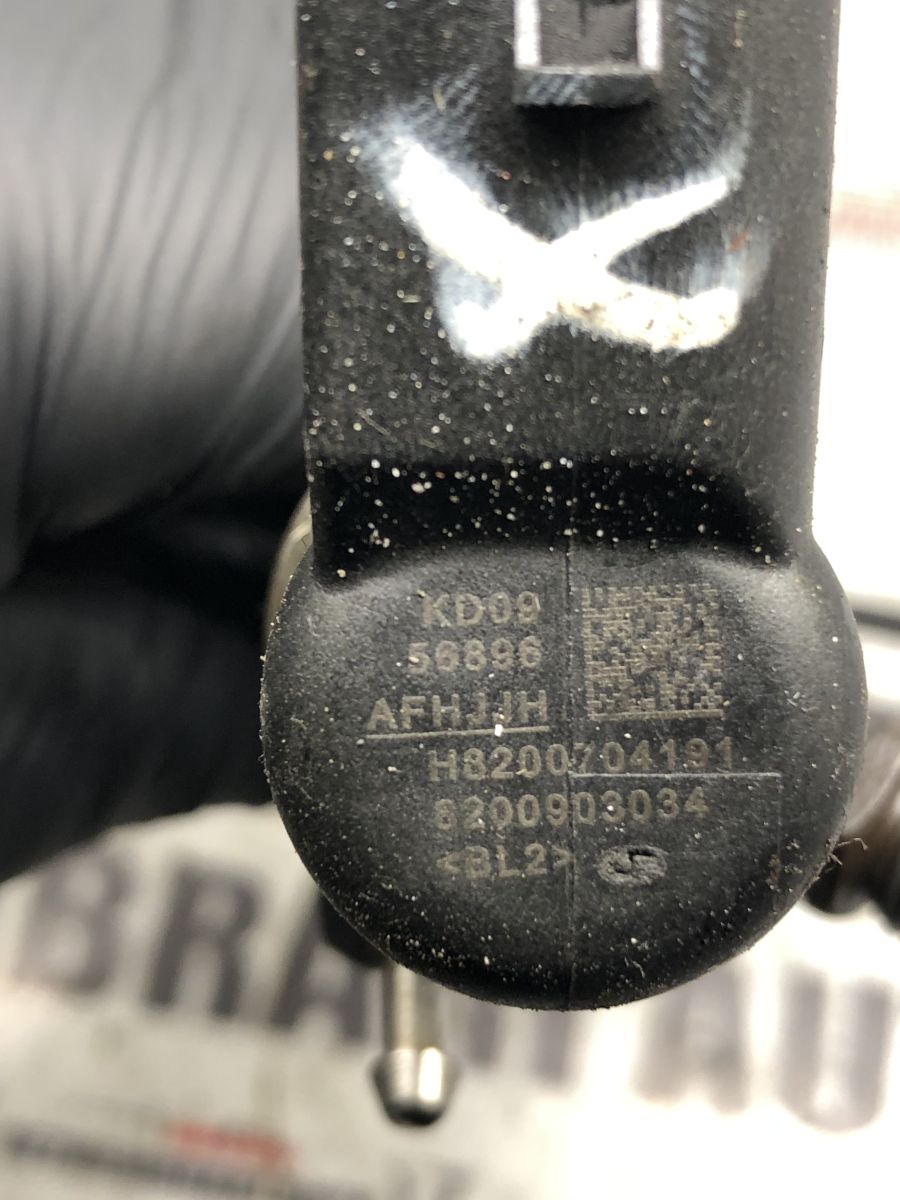 KD09
56896
AFHJJH
H8200704191
8200903034
<BL2>